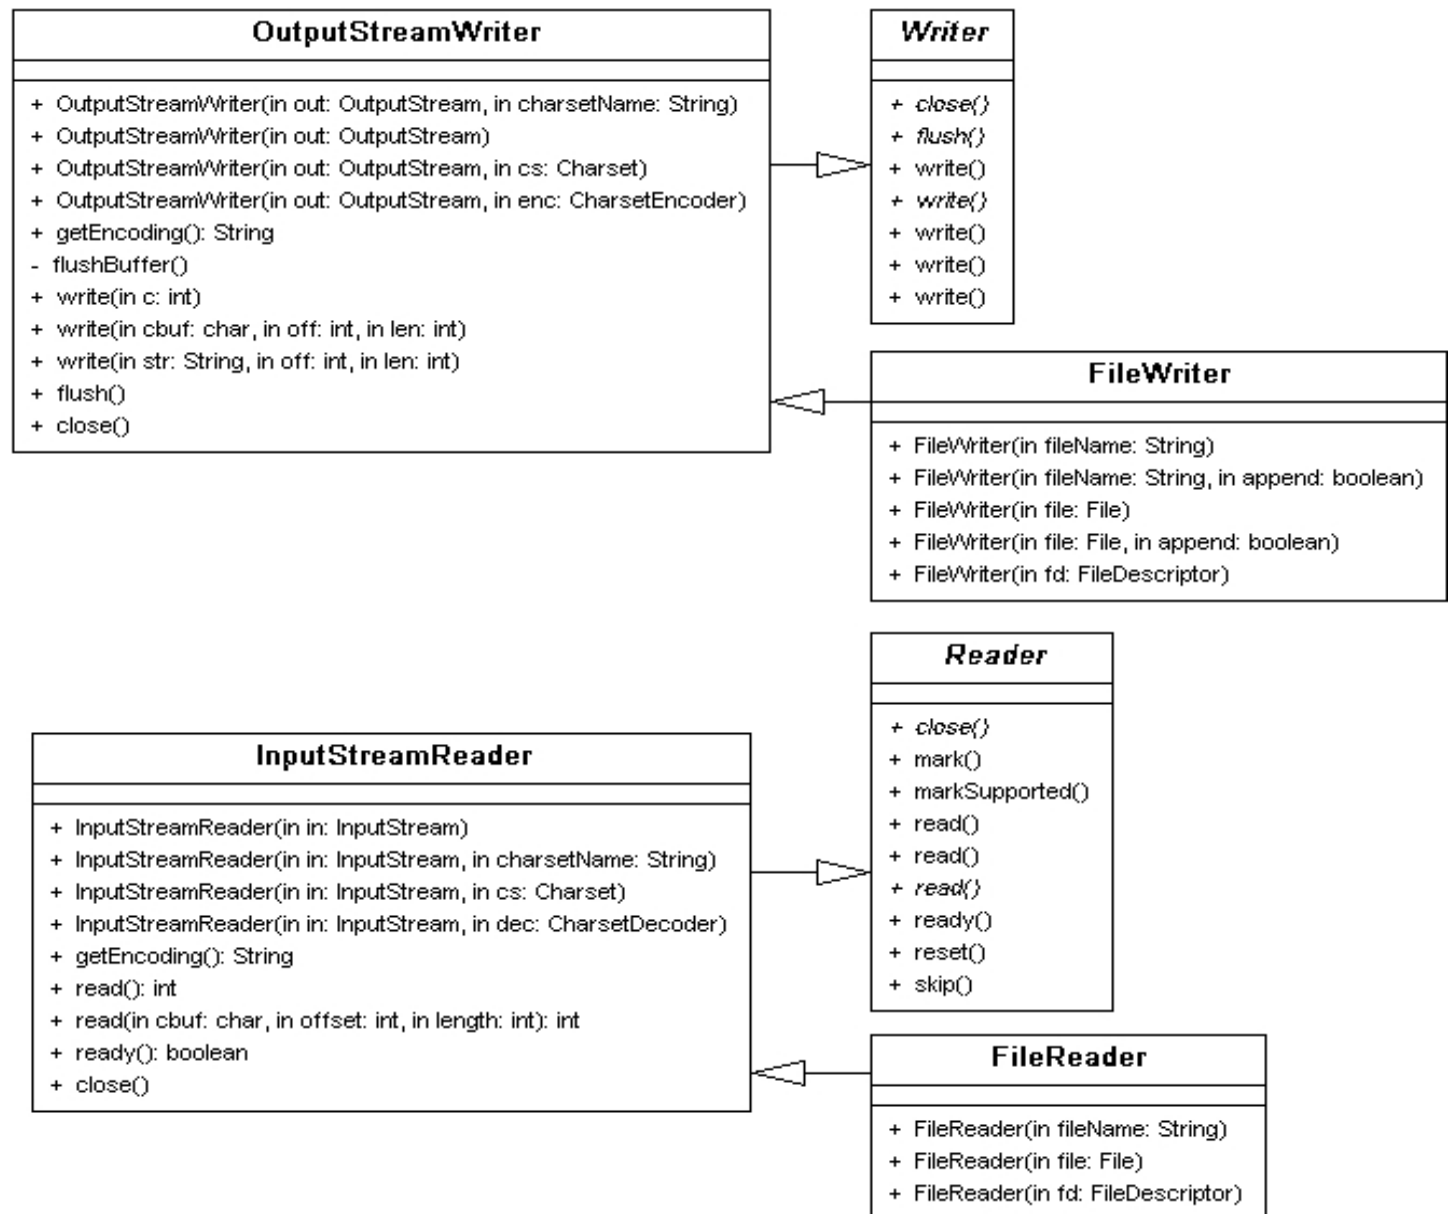 OutputStreamWriter
+ OutputStreamWriter(in out: OutputStream, in charsetName: String)
+ OutputStreamWriter(in out: OutputStream)
+ OutputStreamWriter(in out: OutputStream, in cs: Charset)
+ OutputStreamWriter(in out: OutputStream, in enc: CharsetEncoder)
+ getEncoding(): String
- flushBuffer()
+ write(in c: int)
+ write(in cbuf: char, in off: int, in len: int)
+ write(in str: String, in off: int, in len: int)
+ flush()
+ close()
Writer
+ close()
+ flush()
+ write()
+ write()
+ write()
+ write()
+ write()
FileWriter
+ FileWriter(in fileName: String)
+ FileWriter(in fileName: String, in append: boolean)
+ FileWriter(in file: File)
+ FileWriter(in file: File, in append: boolean)
+ FileWriter(in fd: FileDescriptor)
Reader
+ close()
+ mark()
+ markSupported()
+ read()
+ read()
+ read()
+ ready()
+ reset()
+ skip()
InputStreamReader
+ InputStreamReader(in in: InputStream)
+ InputStreamReader(in in: InputStream, in charsetName: String)
+ InputStreamReader(in in: InputStream, in cs: Charset)
+ InputStreamReader(in in: InputStream, in dec: CharsetDecoder)
+ getEncoding(): String
+ read(): int
+ read(in cbuf: char, in offset: int, in length: int): int
+ ready(): boolean
+ close()
FileReader
+ FileReader(in fileName: String)
+ FileReader(in file: File)
+ FileReader(in fd: FileDescriptor)